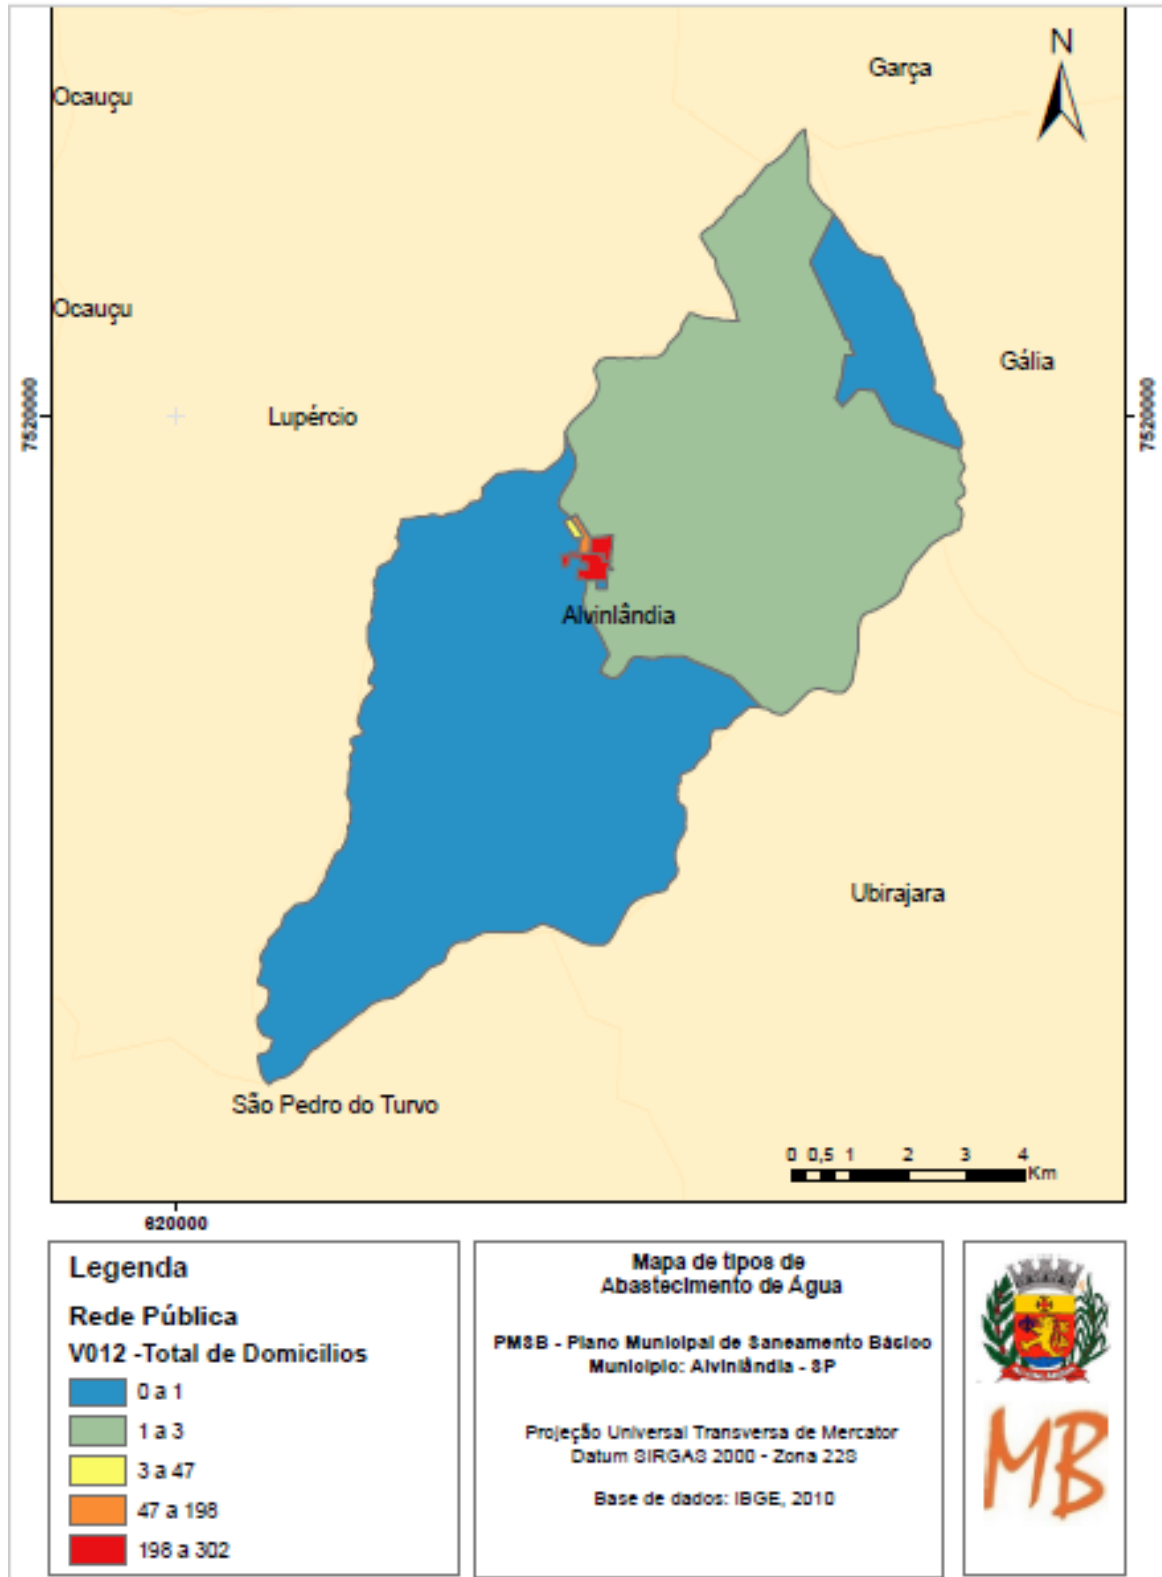 N
Garça
Ocauçu
Ocauçu
Gália
7520000
Lupércio
7520000
Alvinlândia
Ubirajara
São Pedro do Turvo
0 0,5 1 2 3 4
Km
620000
Legenda
Rede Pública
V012 -Total de Domicilios
0 a 1
1 a 3
3 a 47
47 a 198
198 a 302
Mapa de tipos de
Abastecimento de Água
PMSB - Plano Municipal de Saneamento Básico
Municipio: Alvinlândia - SP
Projeção Universal Transversa de Mercator
Datum SIRGAS 2000 - Zona 22S
Base de dados: IBGE, 2010
MB